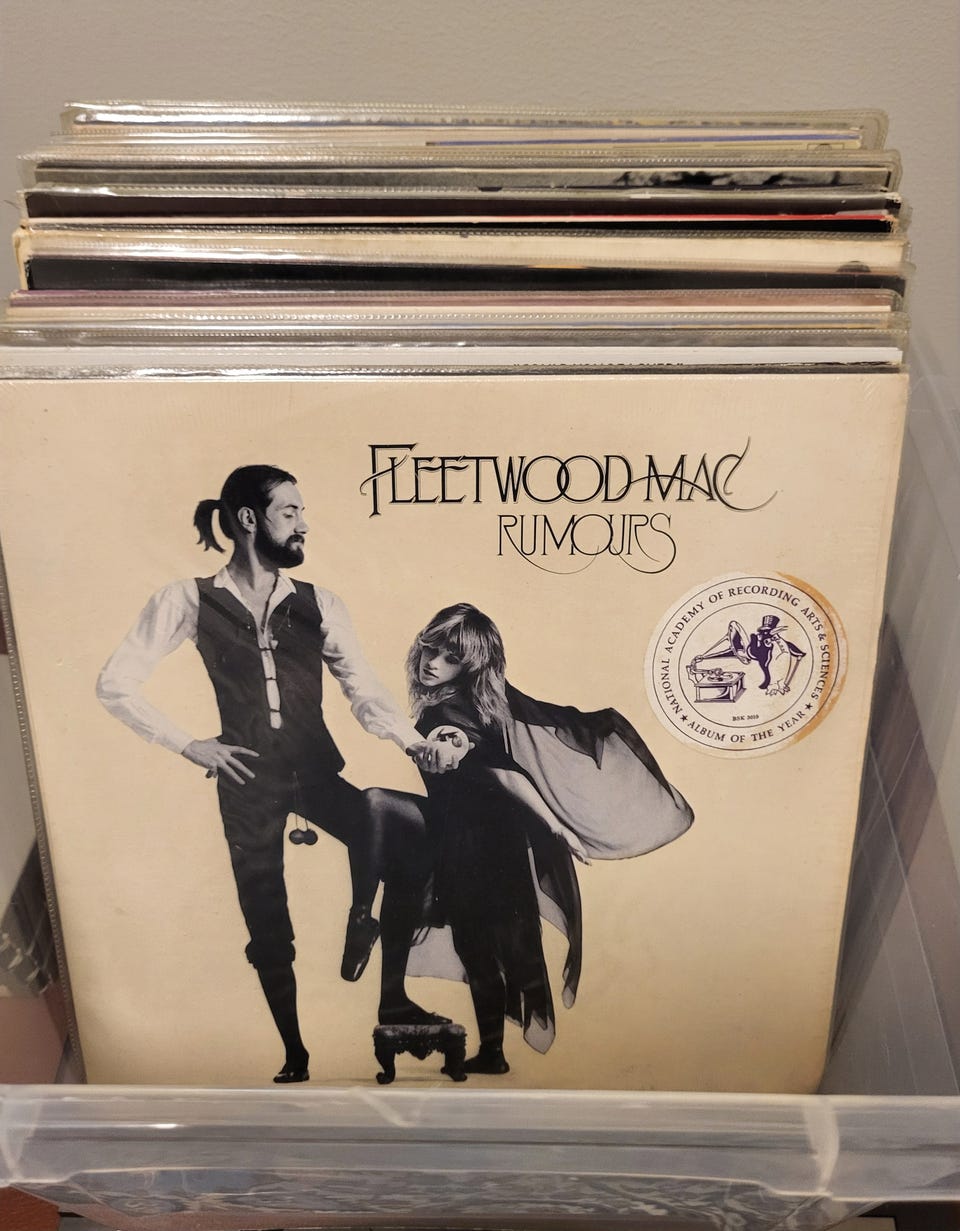 FLEETWOOD MAC
RUMOURS
NATIONAL ACADEMY OF RECORDING ARTS & SCIENCES
BSK 3010
★ ALBUM OF THE YEAR ★